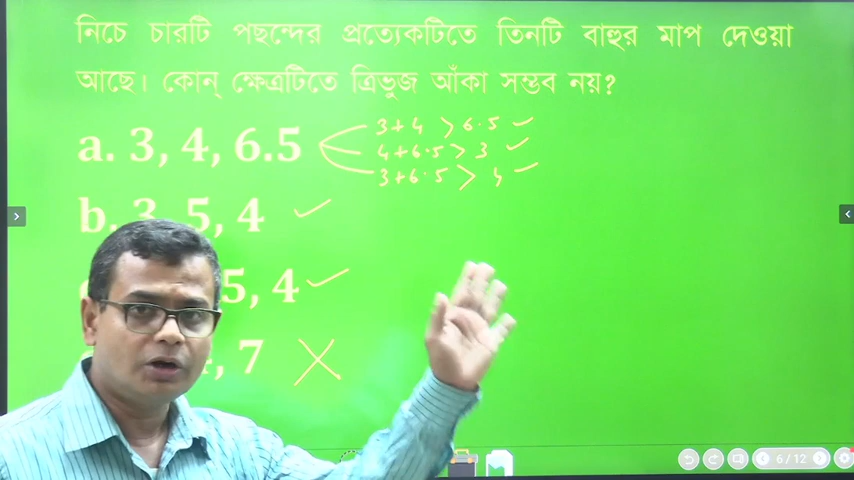 নিচে চারটি পছন্দের প্রত্যেকটিতে তিনটি বাহুর মাপ দেওয়া
আছে। কোন্ ক্ষেত্রটিতে ত্রিভুজ আঁকা সম্ভব নয়?
a. 3, 4, 6.5
3+4 > 6.5 ✓
4+6.5 > 3 ✓
3+6.5 > 4 ✓
b. 3, 5, 4 ✓
5, 4 ✓
, 7 ✗
6 / 12